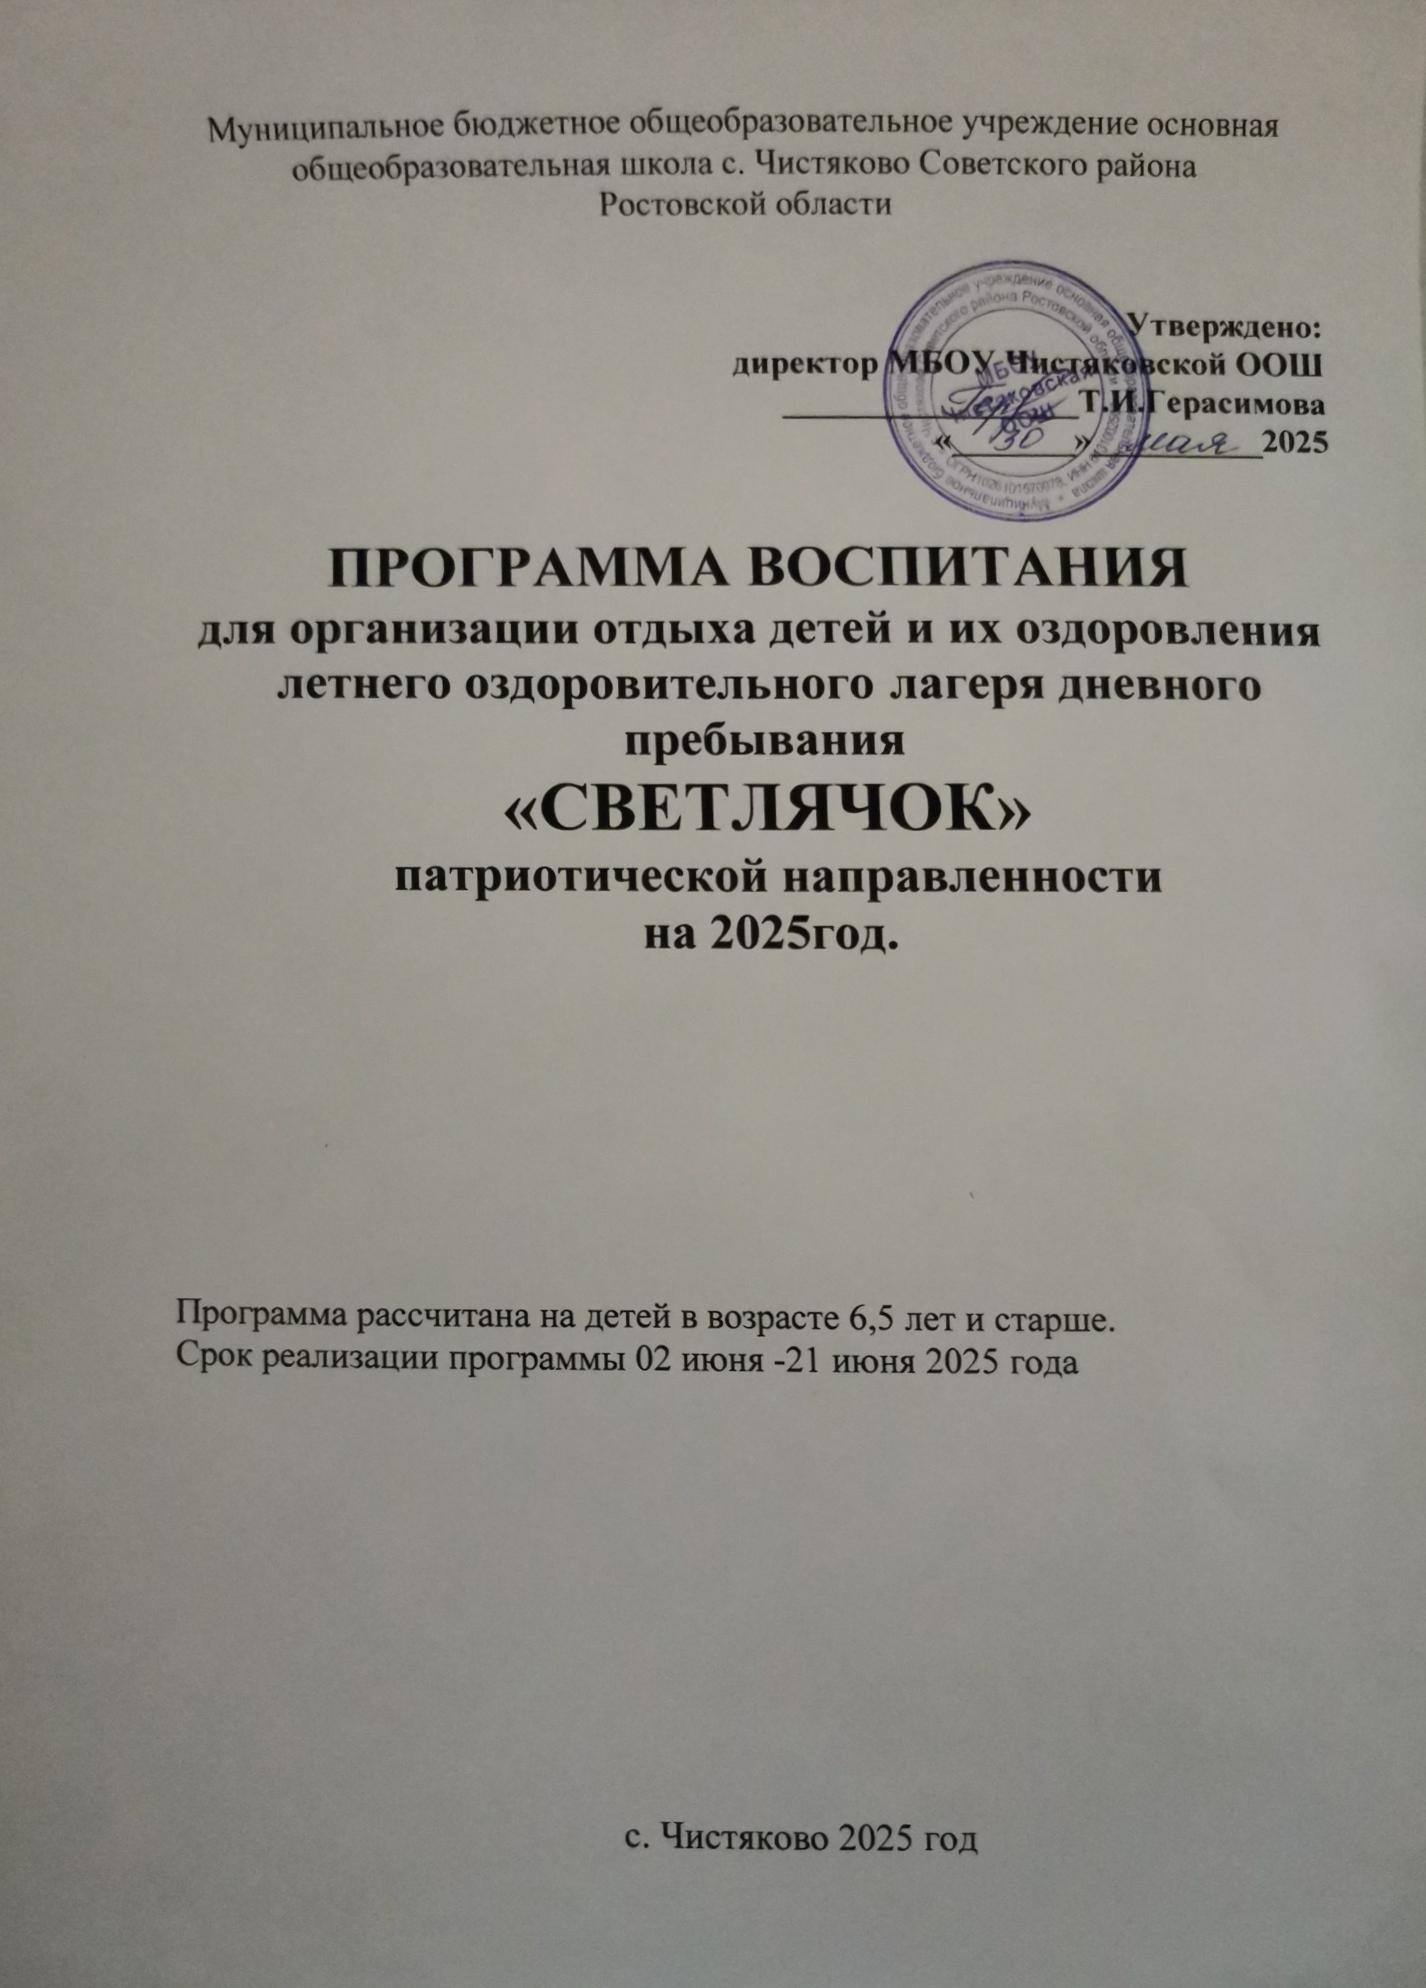 Муниципальное бюджетное общеобразовательное учреждение основная
общеобразовательная школа с. Чистяково Советского района
Ростовской области
Утверждено:
директор МБОУ Чистяковской ООШ
Т.И.Герасимова
« 30 » мая 2025
МБОУ
Чистяковская
ООШ
ПРОГРАММА ВОСПИТАНИЯ
для организации отдыха детей и их оздоровления
летнего оздоровительного лагеря дневного
пребывания
«СВЕТЛЯЧОК»
патриотической направленности
на 2025год.
Программа рассчитана на детей в возрасте 6,5 лет и старше.
Срок реализации программы 02 июня -21 июня 2025 года
с. Чистяково 2025 год